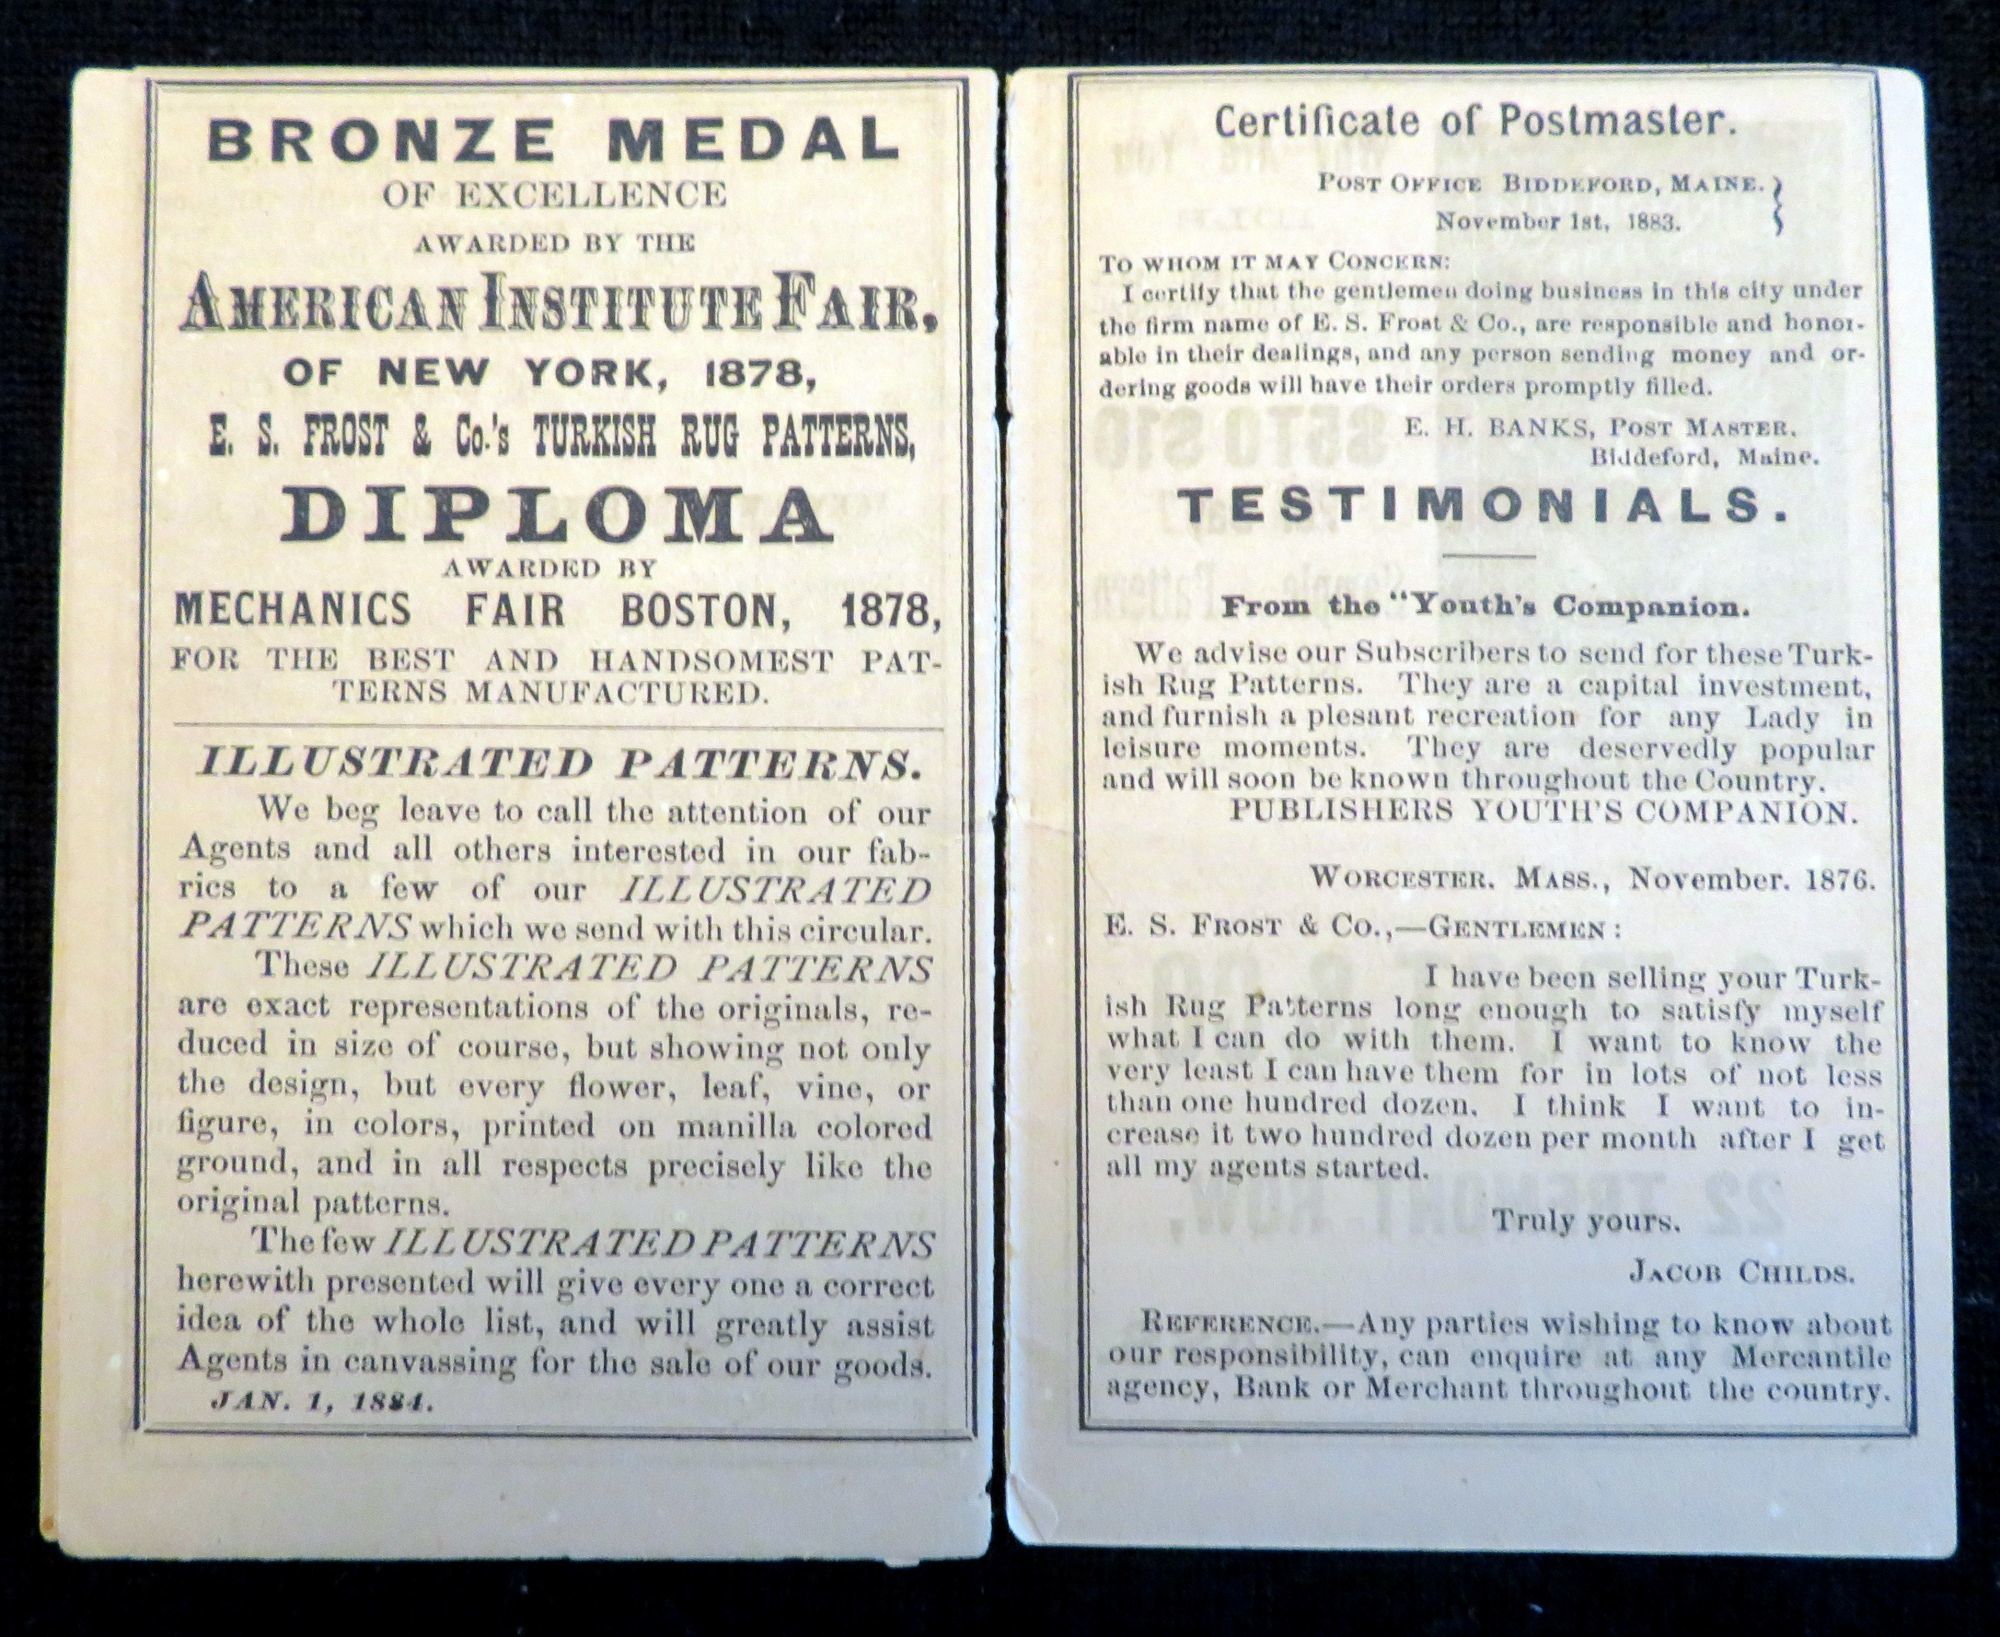 BRONZE MEDAL
OF EXCELLENCE
AWARDED BY THE
AMERICAN INSTITUTE FAIR,
OF NEW YORK, 1878,
E. S. FROST & Co.'s TURKISH RUG PATTERNS,
DIPLOMA
AWARDED BY
MECHANICS FAIR BOSTON, 1878,
FOR THE BEST AND HANDSOMEST PAT-
TERNS MANUFACTURED.
ILLUSTRATED PATTERNS.
We beg leave to call the attention of our
Agents and all others interested in our fab-
rics to a few of our ILLUSTRATED
PATTERNS which we send with this circular.
These ILLUSTRATED PATTERNS
are exact representations of the originals, re-
duced in size of course, but showing not only
the design, but every flower, leaf, vine, or
figure, in colors, printed on manilla colored
ground, and in all respects precisely like the
original patterns.
The few ILLUSTRATED PATTERNS
herewith presented will give every one a correct
idea of the whole list, and will greatly assist
Agents in canvassing for the sale of our goods.
JAN. 1, 1884.
Certificate of Postmaster.
POST OFFICE BIDDEFORD, MAINE. }
November 1st, 1883.
TO WHOM IT MAY CONCERN:
I certify that the gentlemen doing business in this city under
the firm name of E. S. Frost & Co., are responsible and honor-
able in their dealings, and any person sending money and or-
dering goods will have their orders promptly filled.
E. H. BANKS, POST MASTER.
Biddeford, Maine.
TESTIMONIALS.
From the "Youth's Companion.
We advise our Subscribers to send for these Turk-
ish Rug Patterns. They are a capital investment,
and furnish a plesant recreation for any Lady in
leisure moments. They are deservedly popular
and will soon be known throughout the Country.
PUBLISHERS YOUTH'S COMPANION.
WORCESTER. MASS., November. 1876.
E. S. FROST & CO.,—GENTLEMEN:
I have been selling your Turk-
ish Rug Patterns long enough to satisfy myself
what I can do with them. I want to know the
very least I can have them for in lots of not less
than one hundred dozen. I think I want to in-
crease it two hundred dozen per month after I get
all my agents started.
Truly yours.
JACOB CHILDS.
REFERENCE.—Any parties wishing to know about
our responsibility, can enquire at any Mercantile
agency, Bank or Merchant throughout the country.